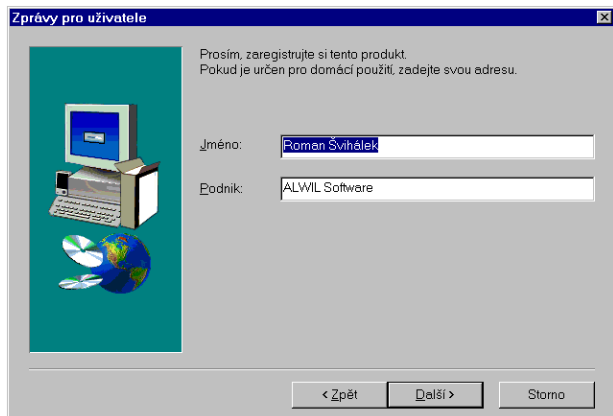 Zprávy pro uživatele
Prosím, zaregistrujte si tento produkt.
Pokud je určen pro domácí použití, zadejte svou adresu.
Jméno: Roman Švihálek
Podnik: ALWIL Software
< Zpět Další > Storno